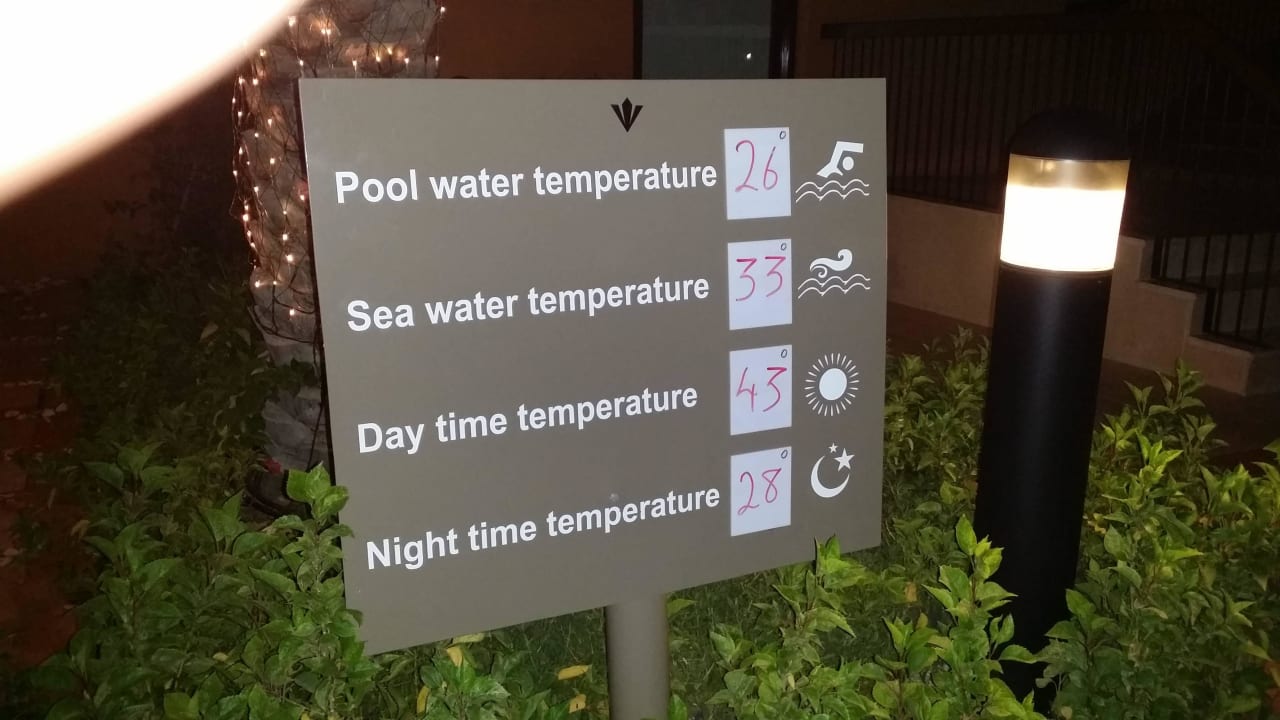 Pool water temperature 26°
Sea water temperature 33°
Day time temperature 43°
Night time temperature 28°